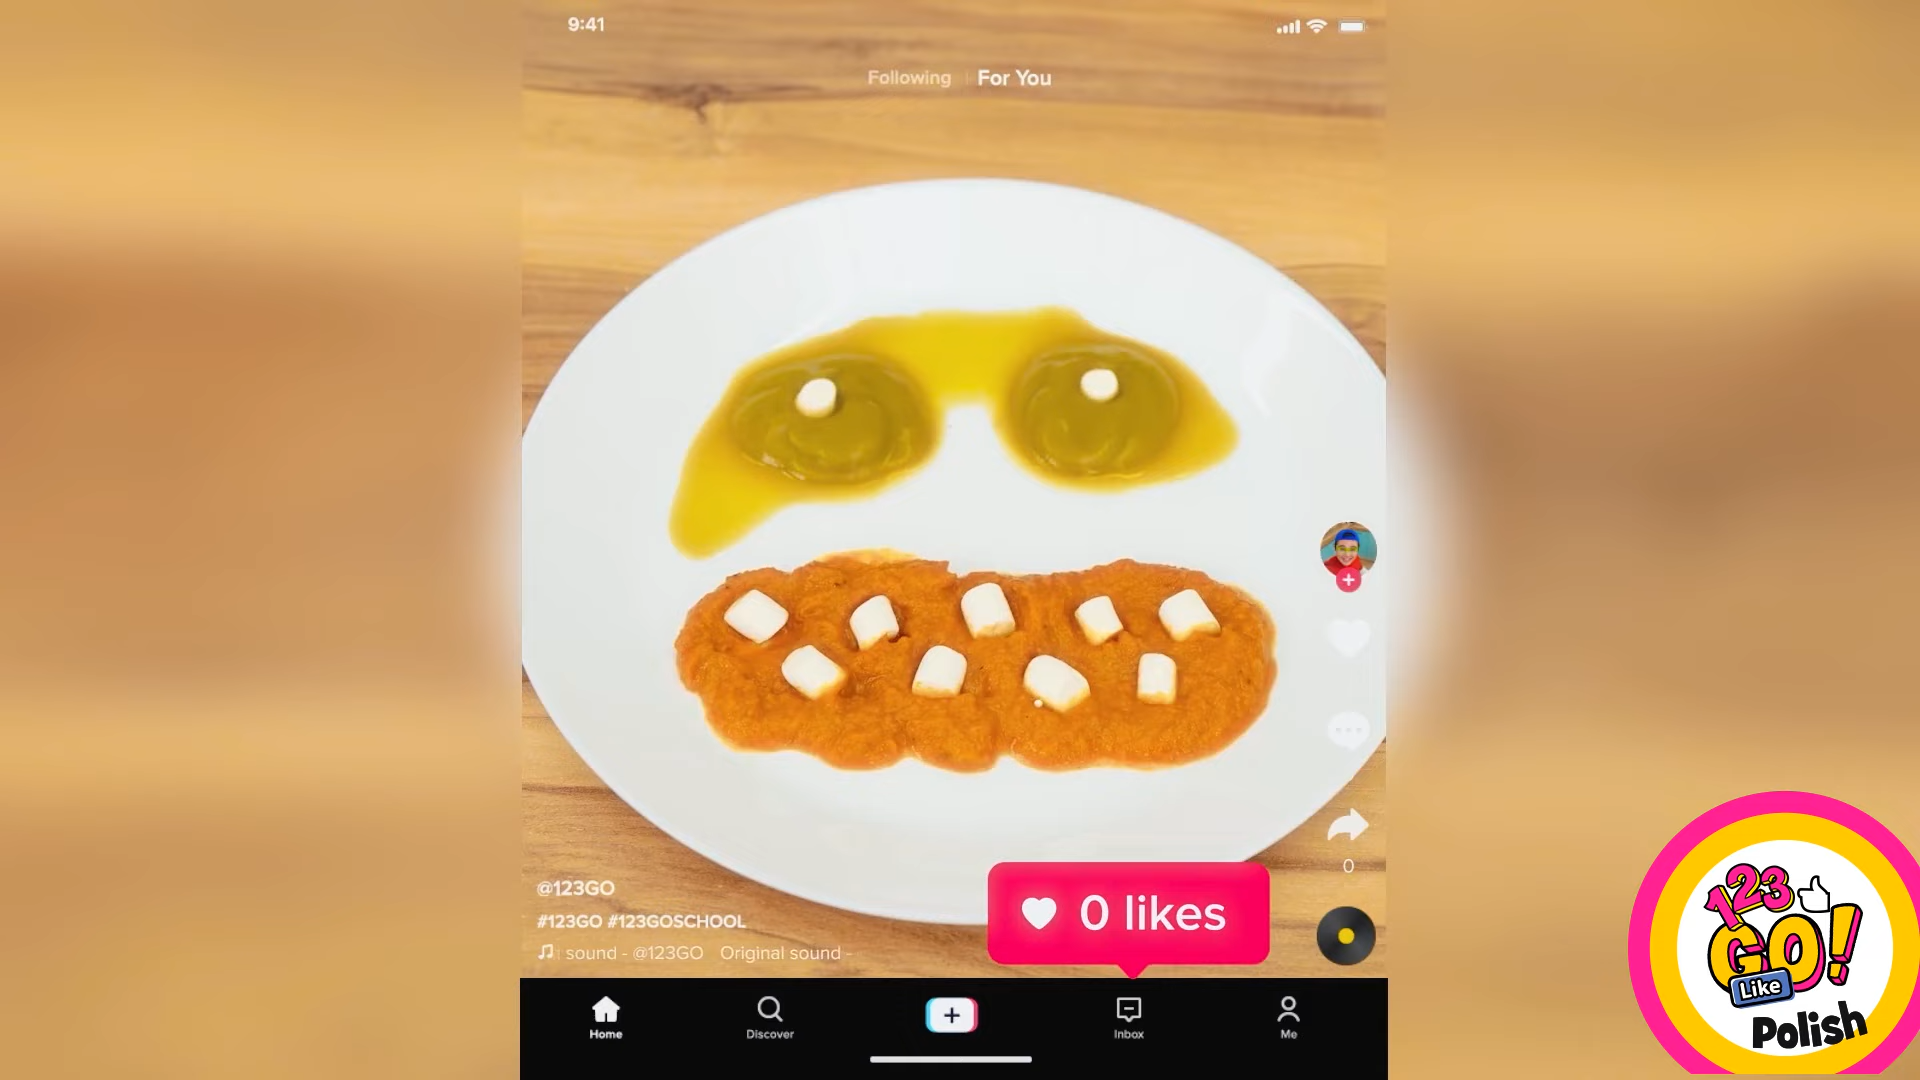 9:41
Following For You
0
@123GO
0 likes
#123GO #123GOSCHOOL
sound - @123GO Original sound -
Home Discover Inbox Me
123
GO!
Like
Polish